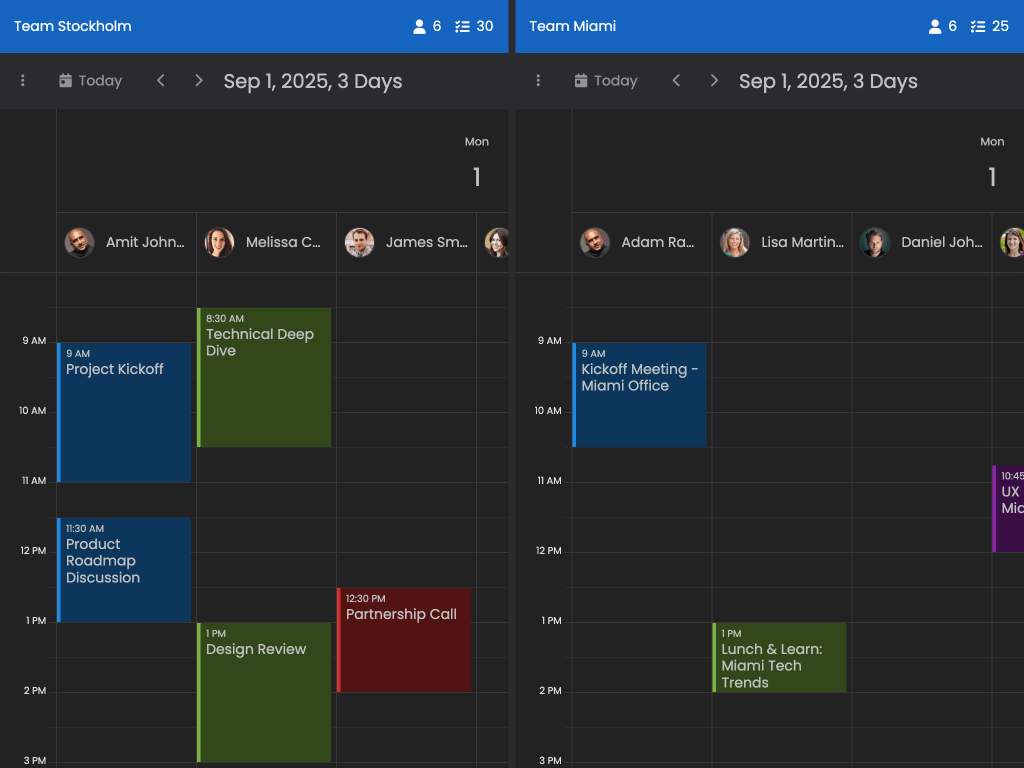 Team Stockholm
6
30
Today
Sep 1, 2025, 3 Days
Mon
1
Amit John...
Melissa C...
James Sm...
9 AM
10 AM
11 AM
12 PM
1 PM
2 PM
3 PM
9 AM
Project Kickoff
11:30 AM
Product
Roadmap
Discussion
8:30 AM
Technical Deep
Dive
1 PM
Design Review
12:30 PM
Partnership Call
Team Miami
6
25
Today
Sep 1, 2025, 3 Days
Mon
1
Adam Ra...
Lisa Martin...
Daniel Joh...
9 AM
10 AM
11 AM
12 PM
1 PM
2 PM
3 PM
9 AM
Kickoff Meeting -
Miami Office
1 PM
Lunch & Learn:
Miami Tech
Trends
10:45
UX